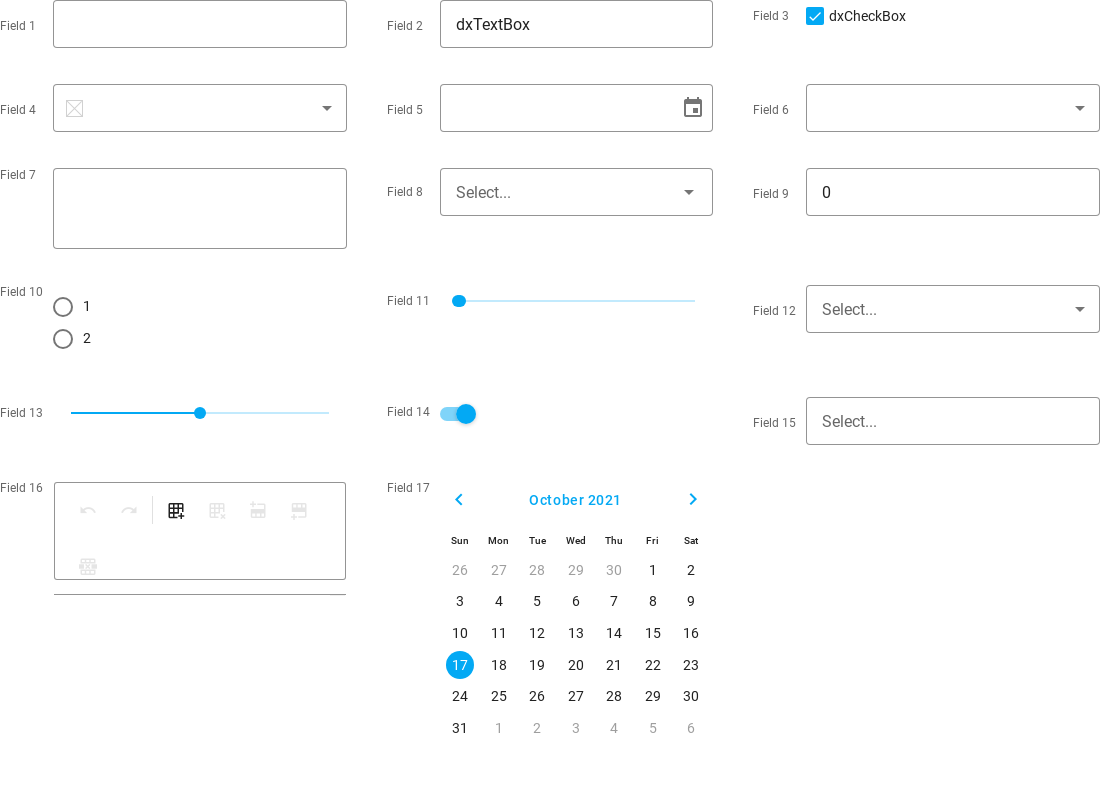 Field 1
Field 2 dxTextBox
Field 3 dxCheckBox
Field 4
Field 5
Field 6
Field 7
Field 8 Select...
Field 9 0
Field 10
1
2
Field 11
Field 12 Select...
Field 13
Field 14
Field 15 Select...
Field 16
Field 17
October 2021
Sun Mon Tue Wed Thu Fri Sat
26 27 28 29 30 1 2
3 4 5 6 7 8 9
10 11 12 13 14 15 16
17 18 19 20 21 22 23
24 25 26 27 28 29 30
31 1 2 3 4 5 6